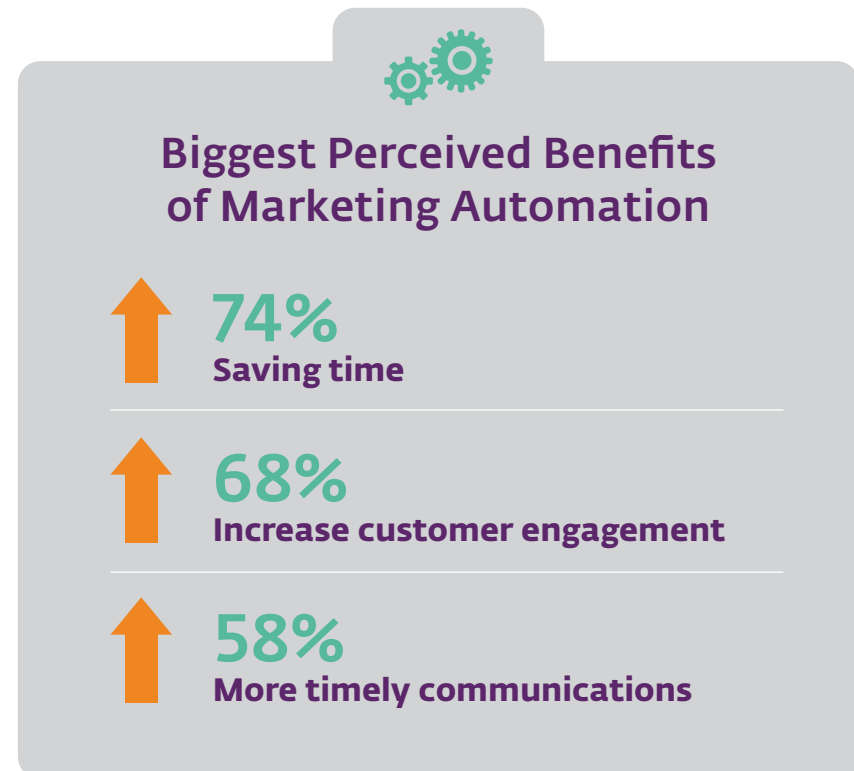 Biggest Perceived Benefits
of Marketing Automation
74%
Saving time
68%
Increase customer engagement
58%
More timely communications